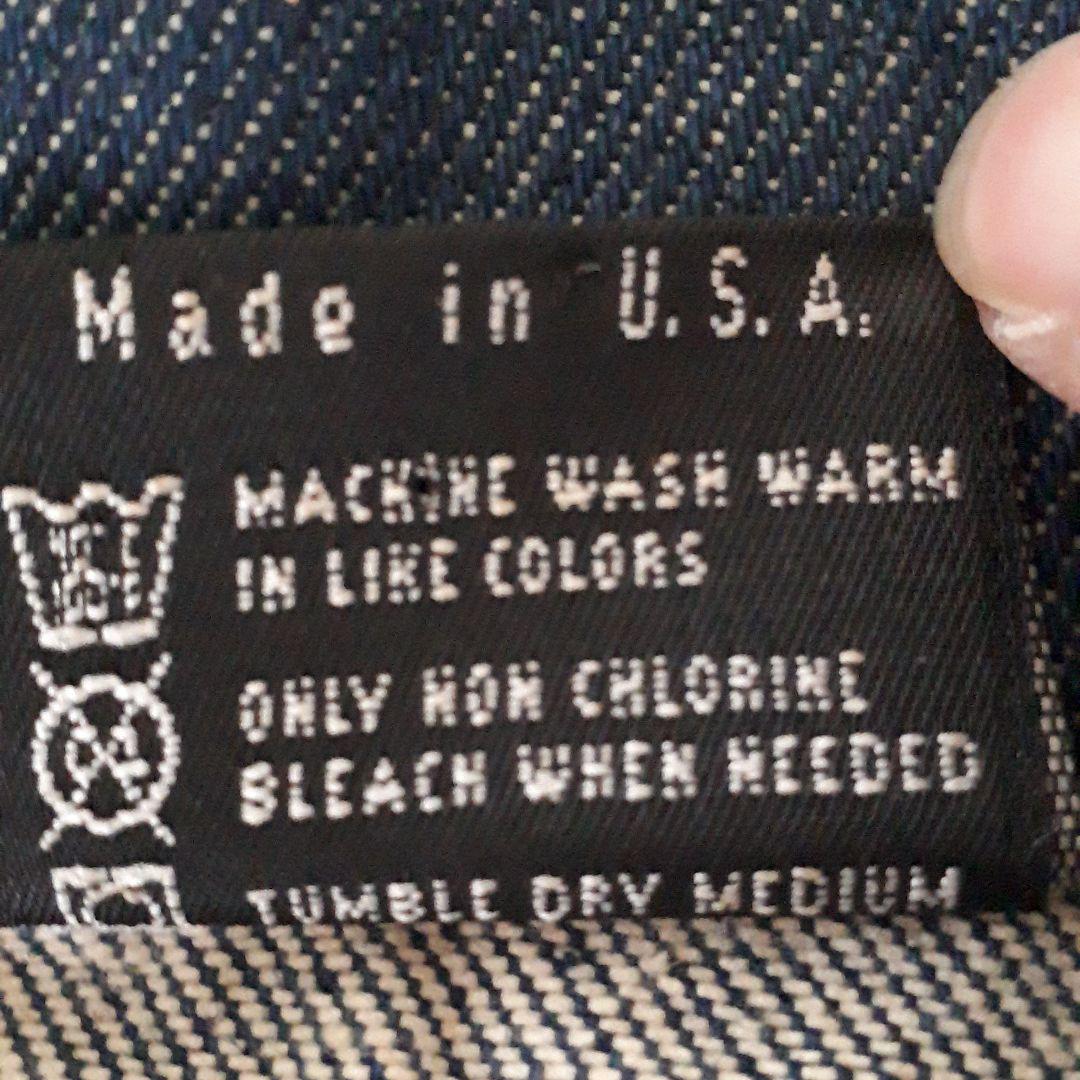 Made in U.S.A.
MACHINE WASH WARM
IN LIKE COLORS
ONLY NON CHLORINE
BLEACH WHEN NEEDED
TUMBLE DRY MEDIUM